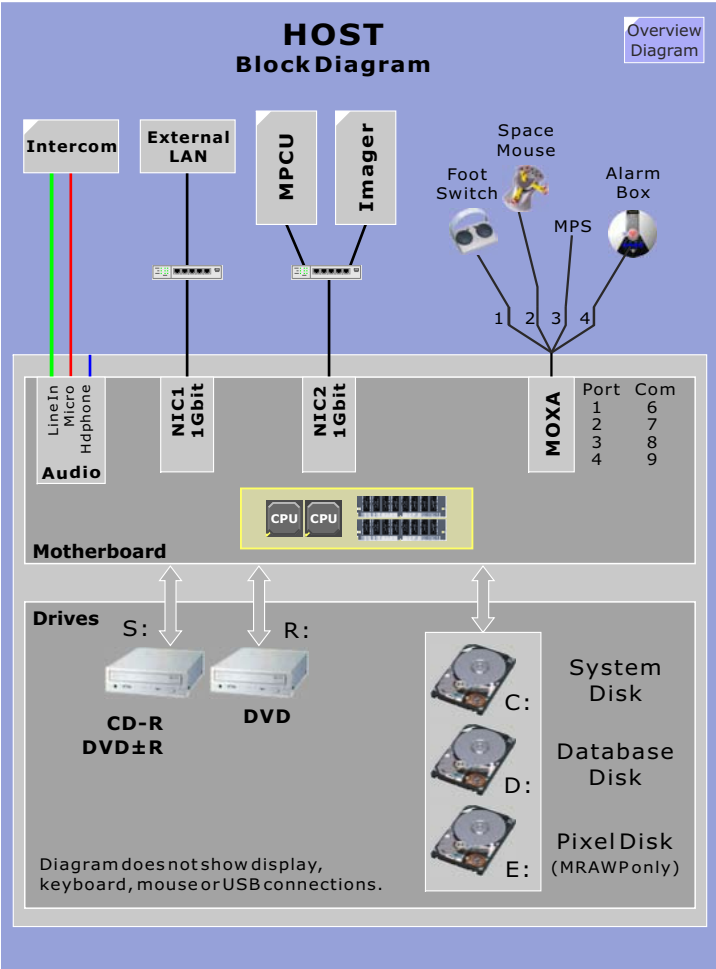 HOST
Block Diagram
Overview
Diagram
Intercom
External
LAN
MPCU
Imager
Space
Mouse
Foot
Switch
MPS
Alarm
Box
1
2
3
4
Line In
Micro
Hdphone
Audio
NIC1
1Gbit
NIC2
1Gbit
MOXA
Port Com
1 6
2 7
3 8
4 9
CPU CPU
Motherboard
Drives
S:
R:
CD-R
DVD±R
DVD
C:
System
Disk
D:
Database
Disk
E:
Pixel Disk
(MRAWP only)
Diagram does not show display,
keyboard, mouse or USB connections.